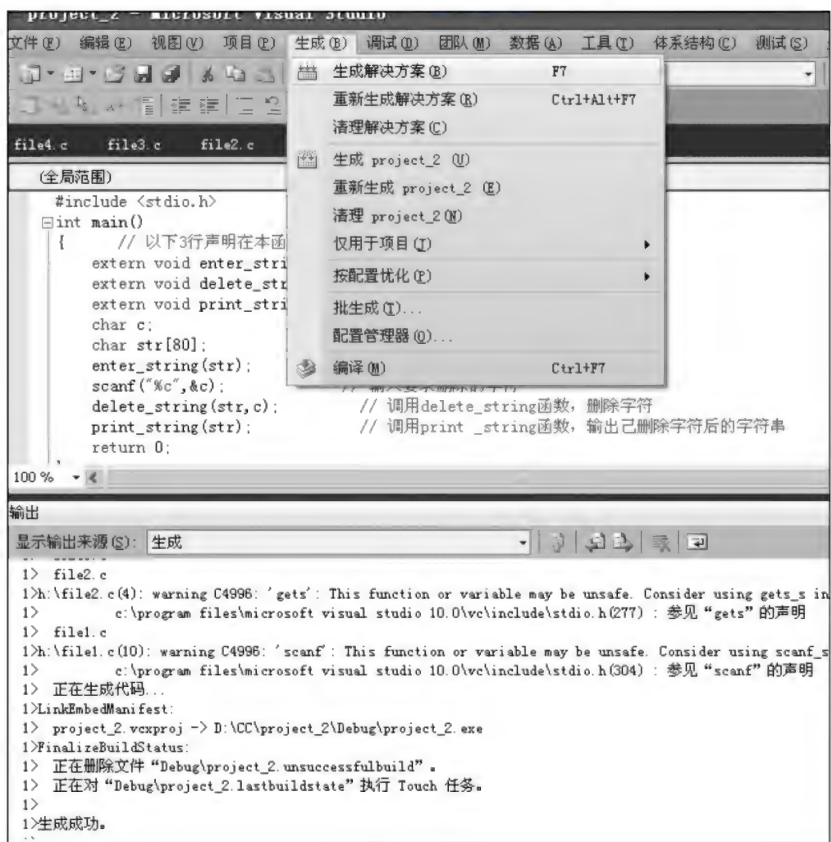 project_2 - Microsoft Visual Studio
文件(F) 编辑(E) 视图(V) 项目(P) 生成(B) 调试(D) 团队(M) 数据(A) 工具(T) 体系结构(C) 测试(S)
生成解决方案(B) F7
重新生成解决方案(R) Ctrl+Alt+F7
清理解决方案(C)
生成 project_2 (U)
重新生成 project_2 (E)
清理 project_2(N)
仅用于项目(J)
按配置优化(P)
批生成(T)...
配置管理器(O)...
编译(M) Ctrl+F7
file4.c file3.c file2.c
(全局范围)
#include <stdio.h>
int main()
{ // 以下3行声明在本函
extern void enter_stri
extern void delete_str
extern void print_stri
char c;
char str[80];
enter_string(str);
scanf("%c",&c);
delete_string(str,c); // 调用delete_string函数，删除字符
print_string(str); // 调用print _string函数，输出已删除字符后的字符串
return 0;
100 %
输出
显示输出来源(S): 生成
1> file2.c
1>h:\file2.c(4): warning C4996: 'gets': This function or variable may be unsafe. Consider using gets_s in
1> c:\program files\microsoft visual studio 10.0\vc\include\stdio.h(277) : 参见“gets”的声明
1> file1.c
1>h:\file1.c(10): warning C4996: 'scanf': This function or variable may be unsafe. Consider using scanf_s
1> c:\program files\microsoft visual studio 10.0\vc\include\stdio.h(304) : 参见“scanf”的声明
1> 正在生成代码...
1>LinkEmbedManifest:
1> project_2.vcxproj -> D:\CC\project_2\Debug\project_2.exe
1>FinalizeBuildStatus:
1> 正在删除文件“Debug\project_2.unsuccessfulbuild”。
1> 正在对“Debug\project_2.lastbuildstate”执行 Touch 任务。
1>
1>生成成功。